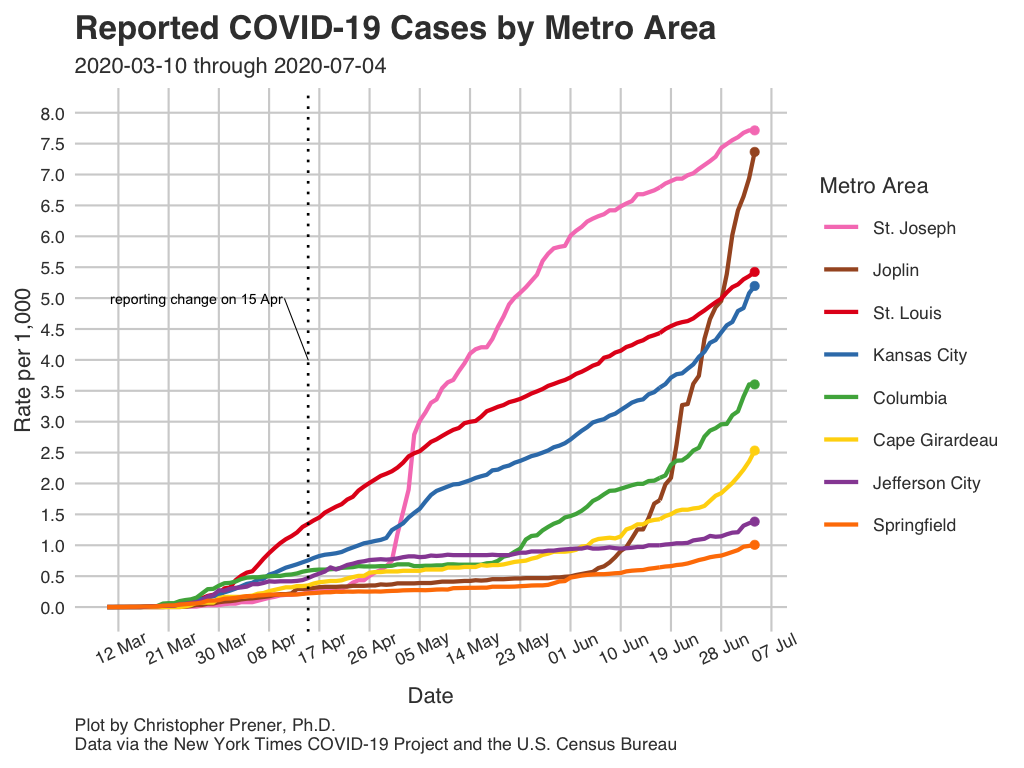 Reported COVID-19 Cases by Metro Area
2020-03-10 through 2020-07-04
8.0
7.5
7.0
6.5
6.0
5.5
5.0
4.5
4.0
3.5
3.0
2.5
2.0
1.5
1.0
0.5
0.0
Rate per 1,000
reporting change on 15 Apr
12 Mar
21 Mar
30 Mar
08 Apr
17 Apr
26 Apr
05 May
14 May
23 May
01 Jun
10 Jun
19 Jun
28 Jun
07 Jul
Date
Metro Area
St. Joseph
Joplin
St. Louis
Kansas City
Columbia
Cape Girardeau
Jefferson City
Springfield
Plot by Christopher Prener, Ph.D.
Data via the New York Times COVID-19 Project and the U.S. Census Bureau